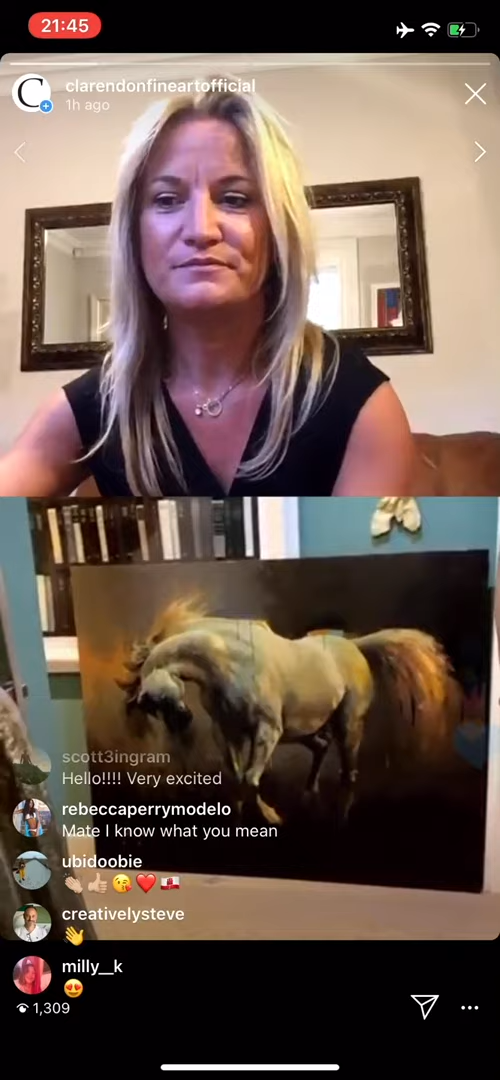 21:45
C
clarendonfineartofficial
1h ago
scott3ingram
Hello!!!! Very excited
rebeccaperrymodelo
Mate I know what you mean
ubidoobie
👏🏻👍🏻😘❤️🇬🇮
creativelysteve
👋
milly__k
😍
1,309